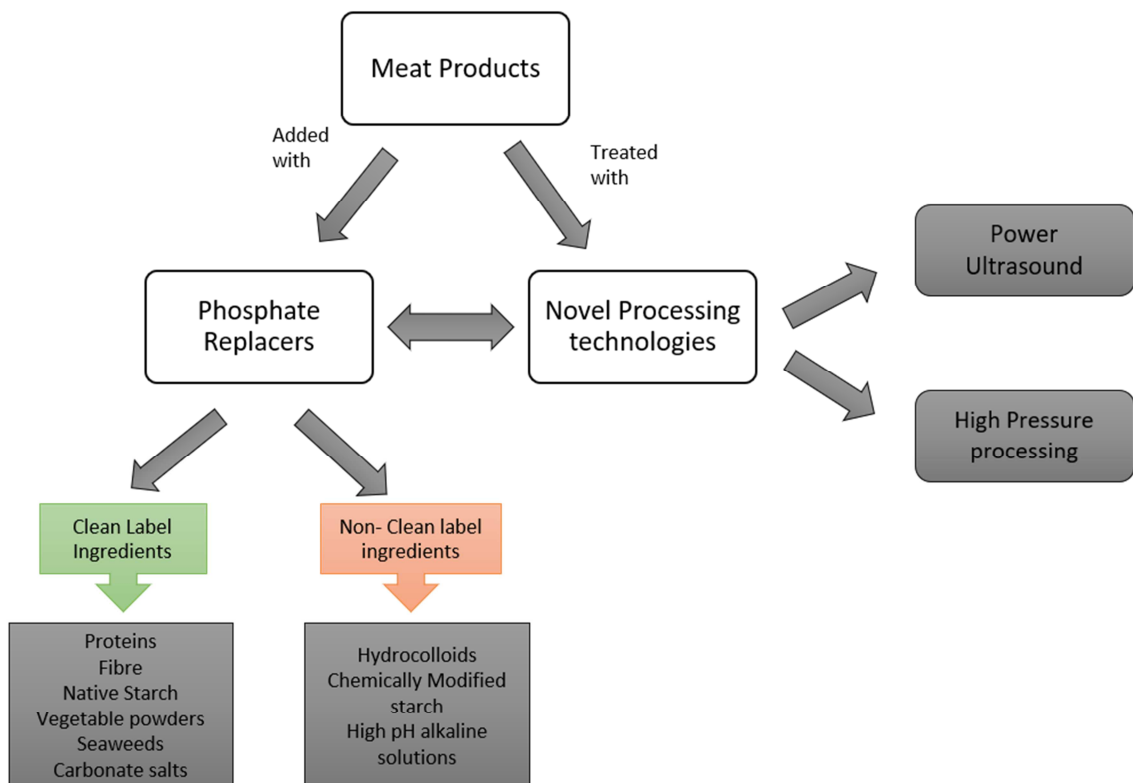 Meat Products
Added
with
Treated
with
Power
Ultrasound
Phosphate
Replacers
Novel Processing
technologies
High Pressure
processing
Clean Label
Ingredients
Non- Clean label
ingredients
Proteins
Fibre
Native Starch
Vegetable powders
Seaweeds
Carbonate salts
Hydrocolloids
Chemically Modified
starch
High pH alkaline
solutions